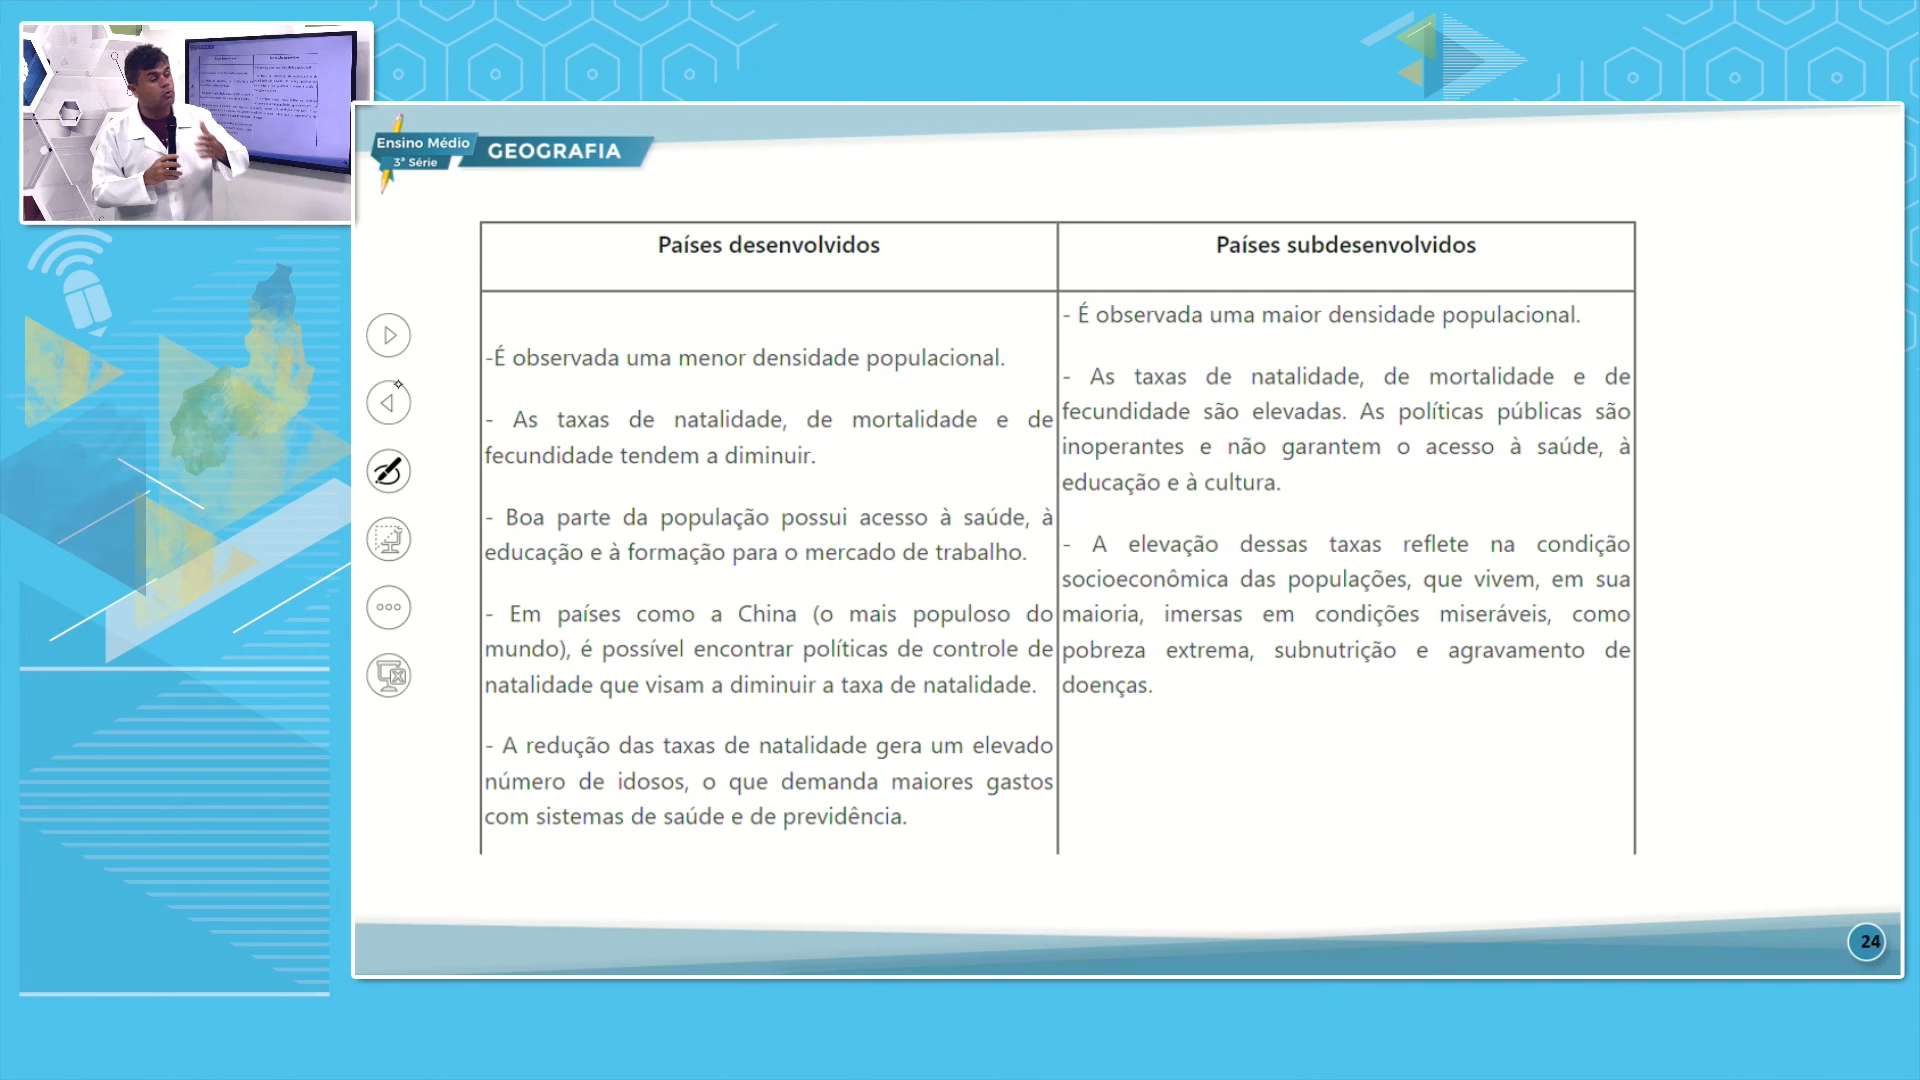 Ensino Médio
3ª Série
GEOGRAFIA
Países desenvolvidos
-É observada uma menor densidade populacional.
- As taxas de natalidade, de mortalidade e de
fecundidade tendem a diminuir.
- Boa parte da população possui acesso à saúde, à
educação e à formação para o mercado de trabalho.
- Em países como a China (o mais populoso do
mundo), é possível encontrar políticas de controle de
natalidade que visam a diminuir a taxa de natalidade.
- A redução das taxas de natalidade gera um elevado
número de idosos, o que demanda maiores gastos
com sistemas de saúde e de previdência.
Países subdesenvolvidos
- É observada uma maior densidade populacional.
- As taxas de natalidade, de mortalidade e de
fecundidade são elevadas. As políticas públicas são
inoperantes e não garantem o acesso à saúde, à
educação e à cultura.
- A elevação dessas taxas reflete na condição
socioeconômica das populações, que vivem, em sua
maioria, imersas em condições miseráveis, como
pobreza extrema, subnutrição e agravamento de
doenças.
24